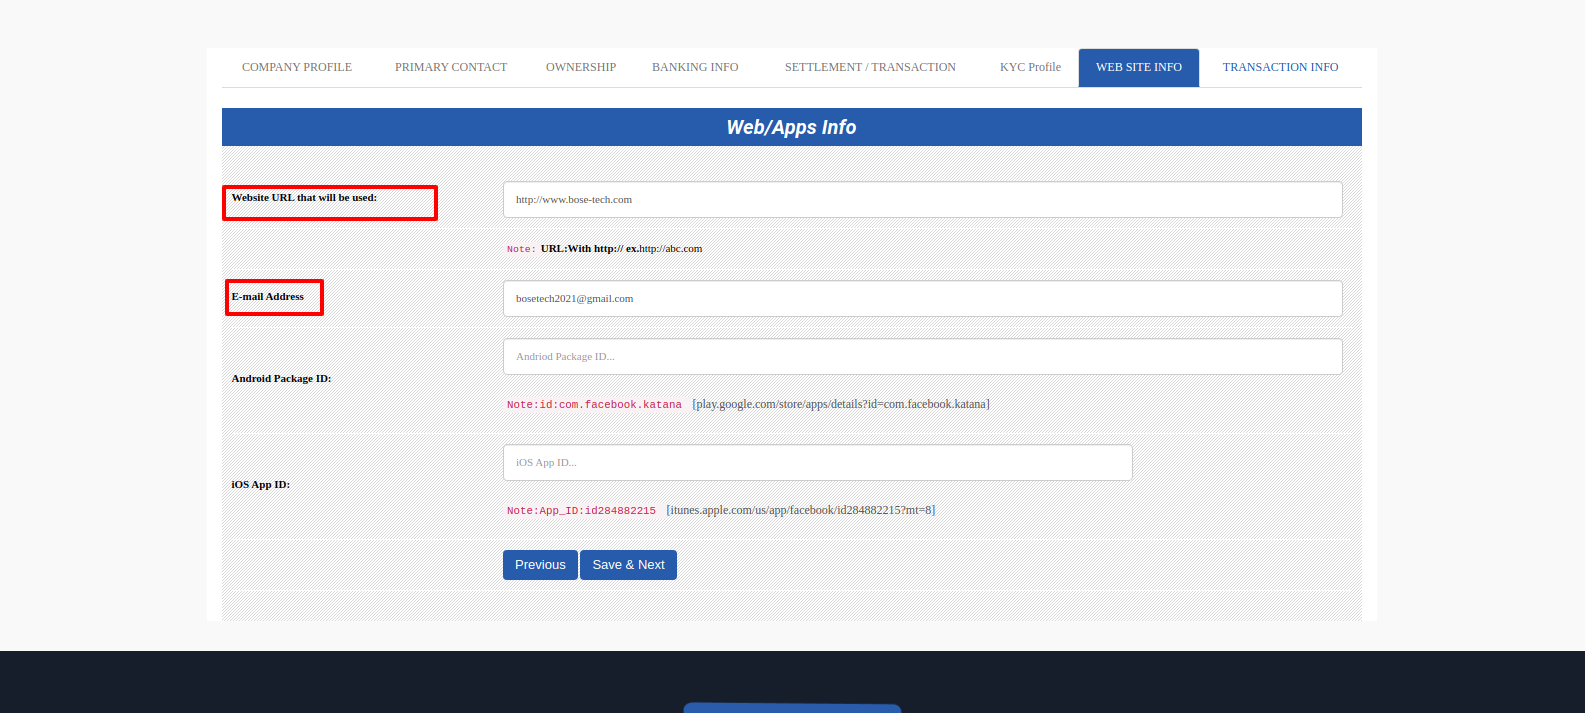 COMPANY PROFILE PRIMARY CONTACT OWNERSHIP BANKING INFO SETTLEMENT / TRANSACTION KYC Profile WEB SITE INFO TRANSACTION INFO
Web/Apps Info
Website URL that will be used: http://www.bose-tech.com
Note: URL:With http:// ex.http://abc.com
E-mail Address bosetech2021@gmail.com
Andriod Package ID...
Android Package ID:
Note:id:com.facebook.katana [play.google.com/store/apps/details?id=com.facebook.katana]
iOS App ID...
iOS App ID:
Note:App_ID:id284882215 [itunes.apple.com/us/app/facebook/id284882215?mt=8]
Previous Save & Next